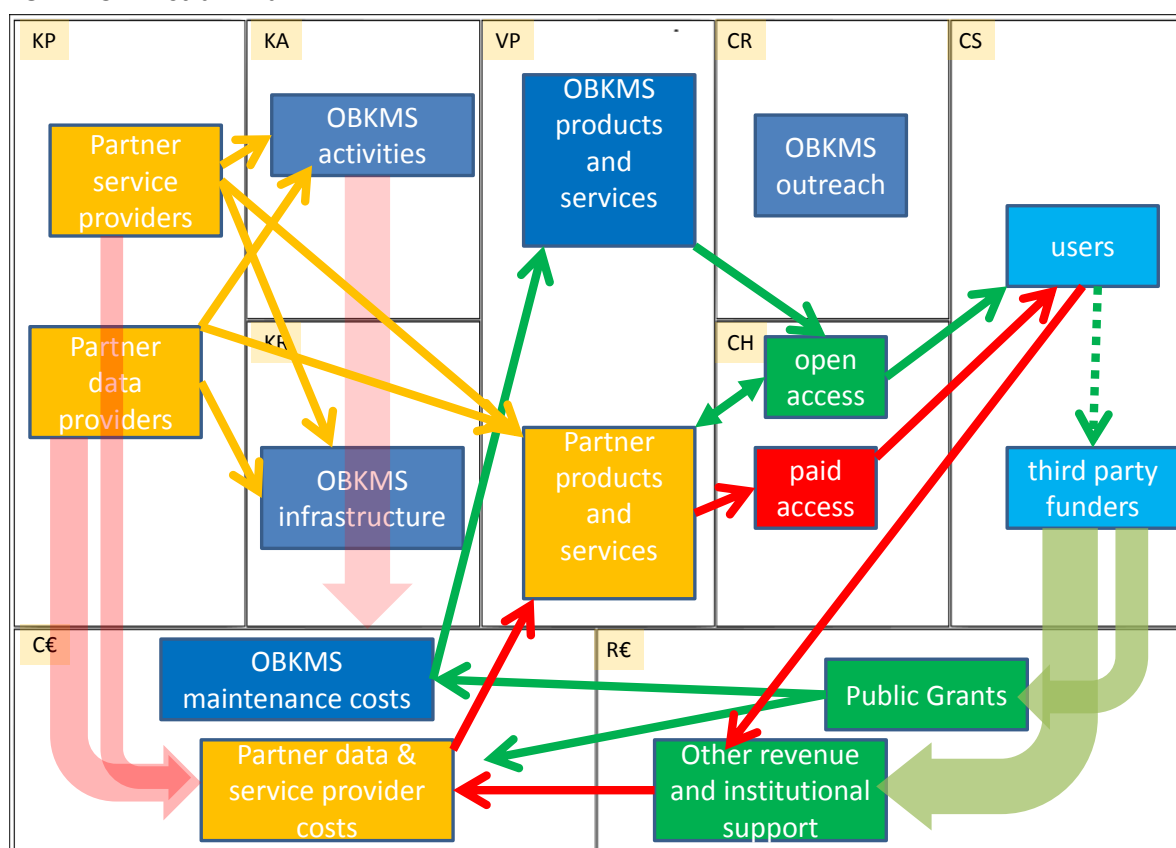 KP
KA
VP
CR
CS
Partner
service
providers
OBKMS
activities
OBKMS
products
and
services
OBKMS
outreach
users
Partner
data
providers
KR
OBKMS
infrastructure
Partner
products
and
services
CH
open
access
paid
access
third party
funders
C€
OBKMS
maintenance costs
Partner data &
service provider
costs
R€
Public Grants
Other revenue
and institutional
support